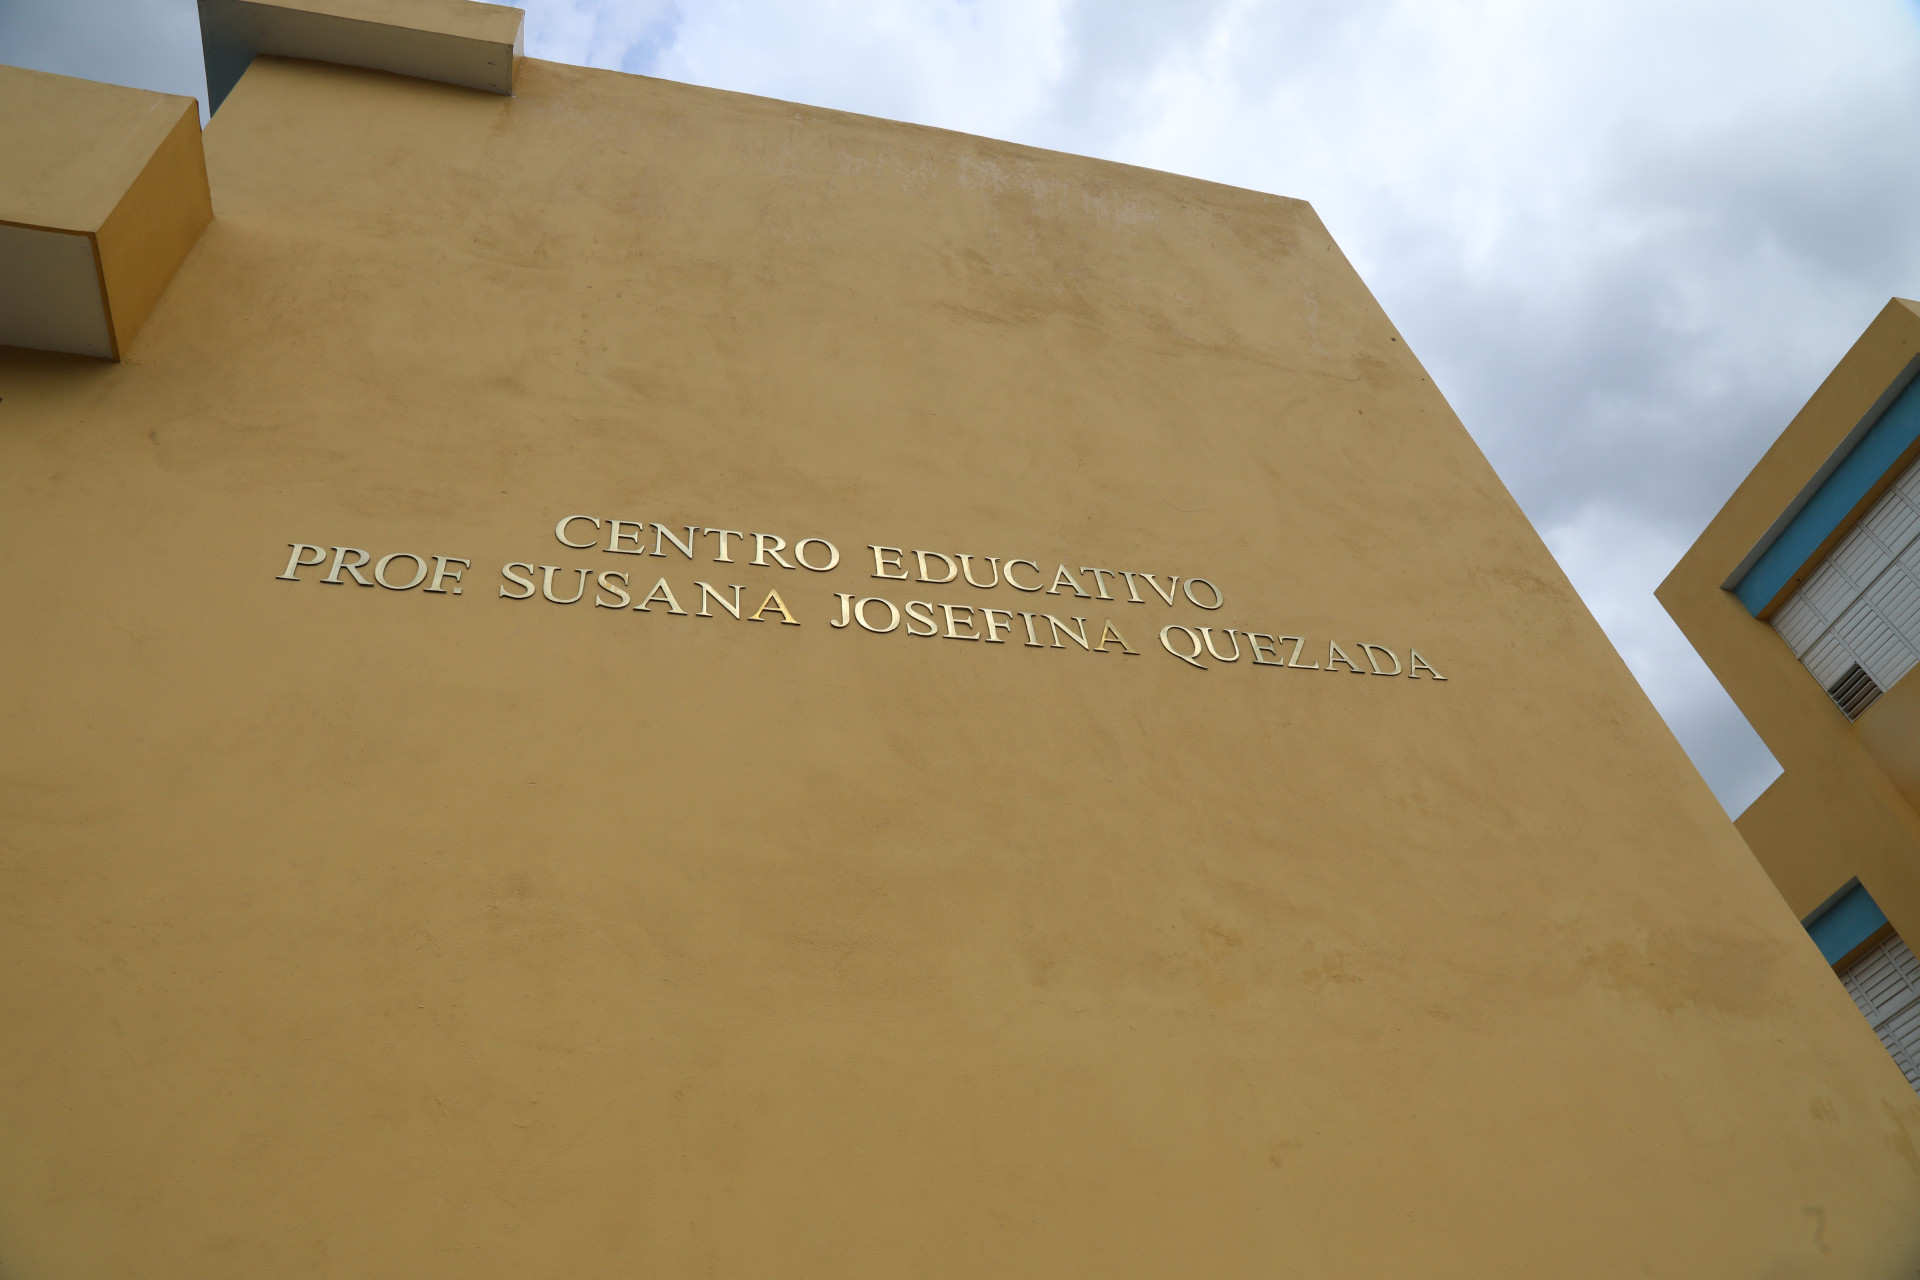 CENTRO EDUCATIVO
PROF. SUSANA JOSEFINA QUEZADA